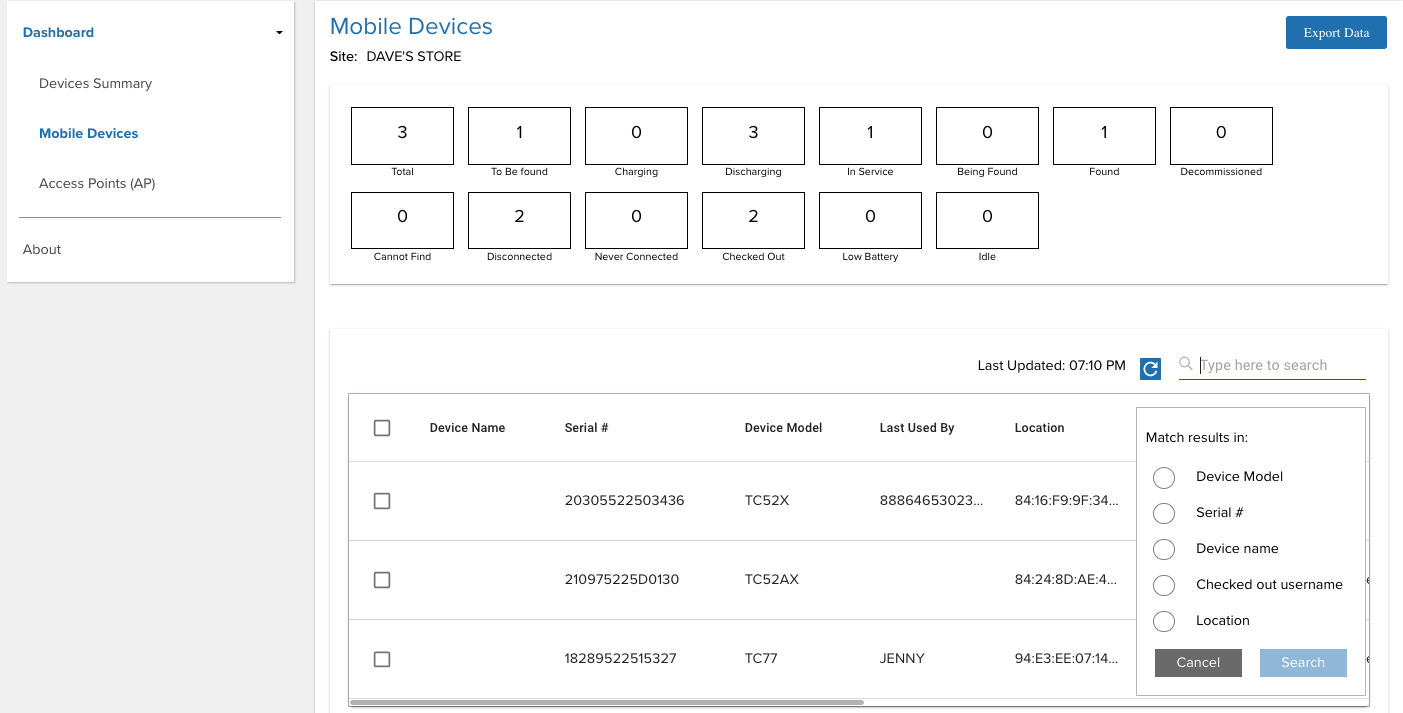 Dashboard
Devices Summary
Mobile Devices
Access Points (AP)
About
Mobile Devices
Export Data
Site: DAVE'S STORE
3 1 0 3 1 0 1 0
Total To Be found Charging Discharging In Service Being Found Found Decommissioned
0 2 0 2 0 0
Cannot Find Disconnected Never Connected Checked Out Low Battery Idle
Last Updated: 07:10 PM
Type here to search
Device Name Serial # Device Model Last Used By Location
20305522503436 TC52X 88864653023... 84:16:F9:9F:34...
210975225D0130 TC52AX 84:24:8D:AE:4...
18289522515327 TC77 JENNY 94:E3:EE:07:14...
Match results in:
Device Model
Serial #
Device name
Checked out username
Location
Cancel Search